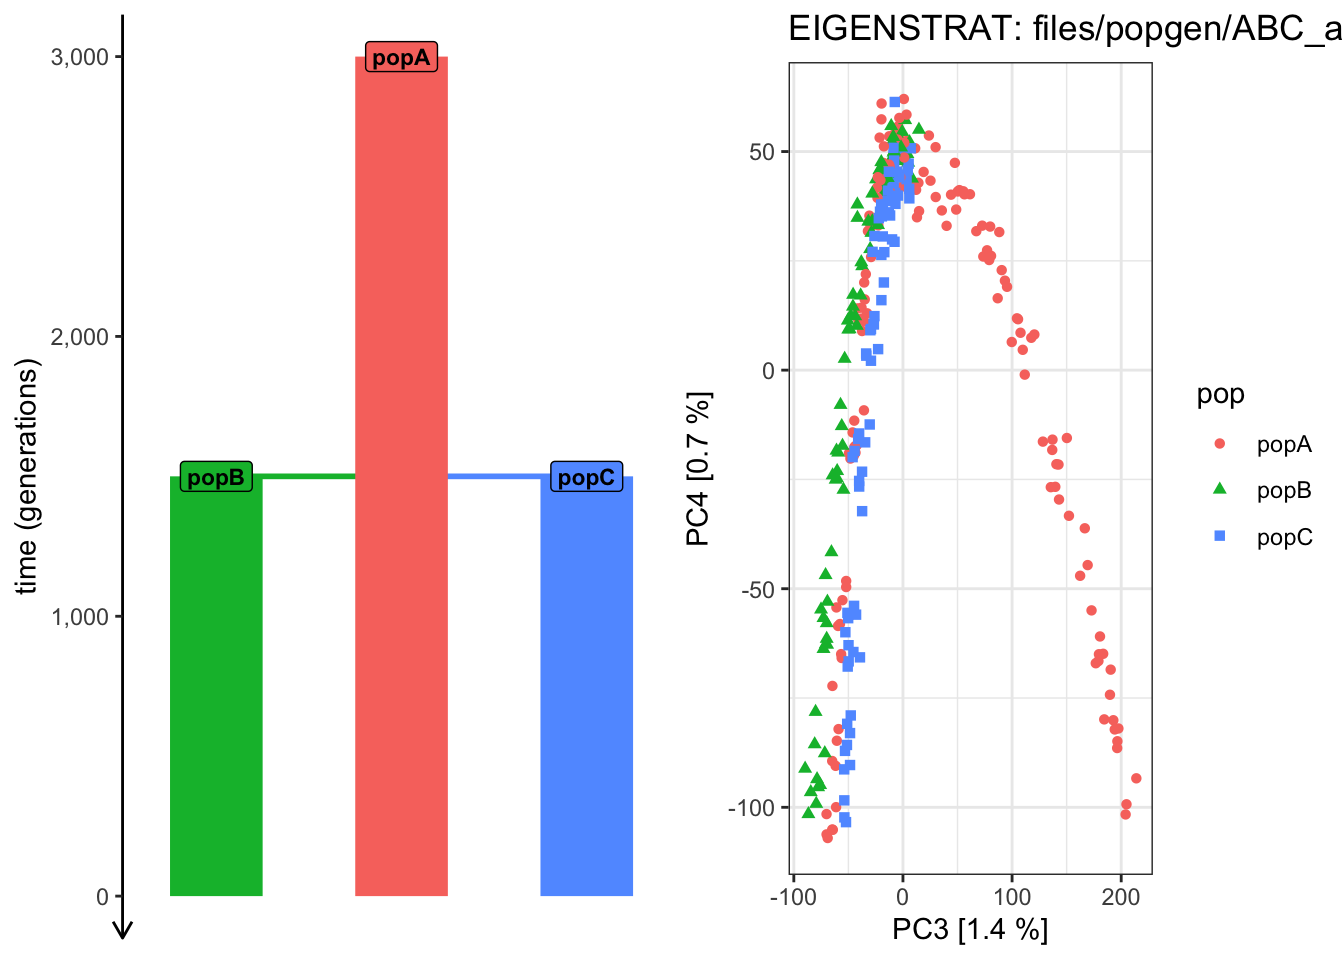 time (generations)
3,000
2,000
1,000
0
popA
popB
popC
EIGENSTRAT: files/popgen/ABC_a
PC4 [0.7 %]
50
0
-50
-100
-100
0
100
200
PC3 [1.4 %]
pop
popA
popB
popC